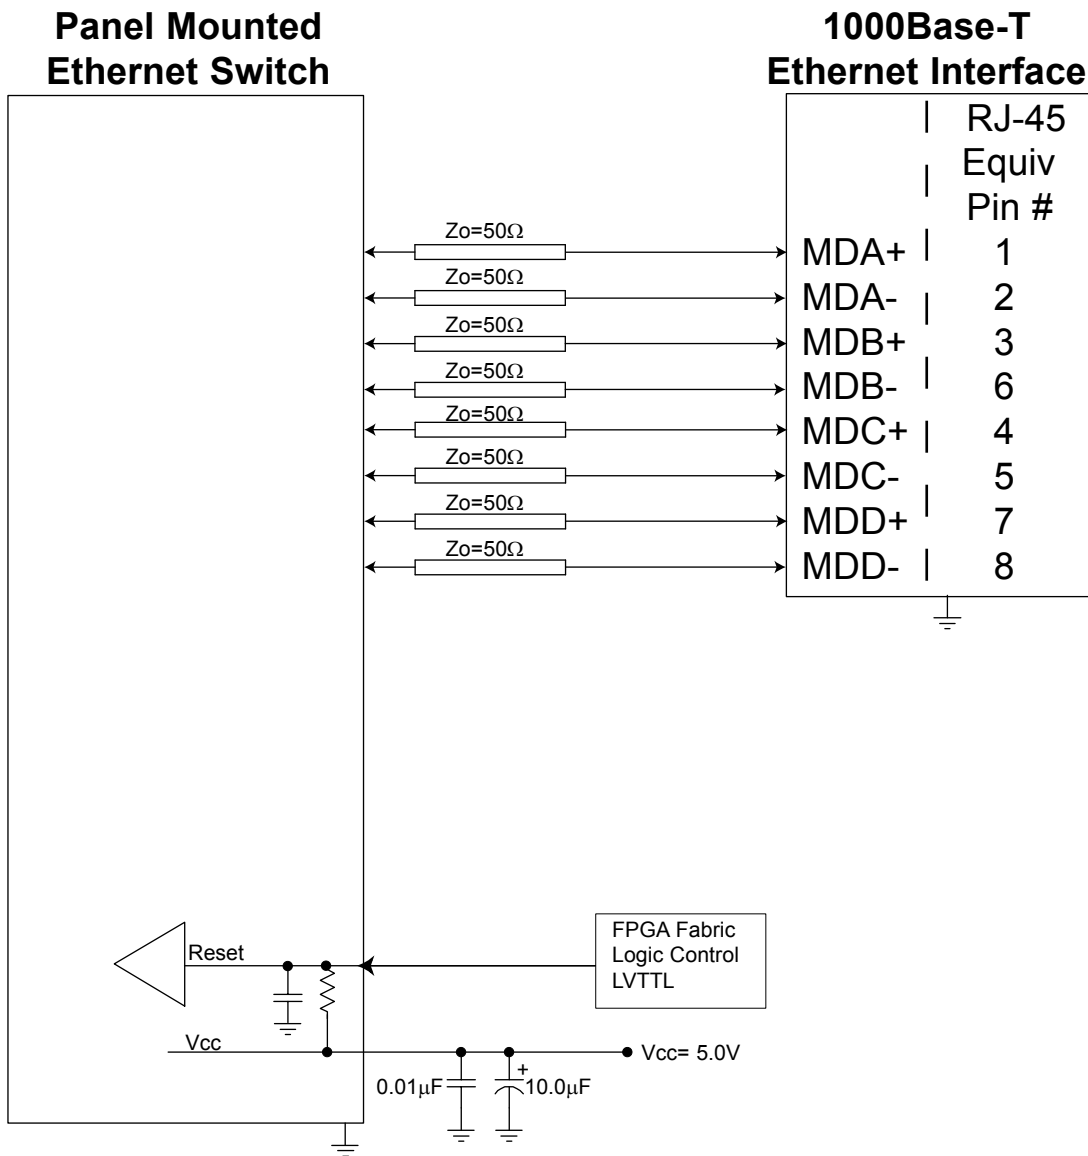 Panel Mounted
Ethernet Switch
1000Base-T
Ethernet Interface
RJ-45
Equiv
Pin #
Zo=50Ω
MDA+ 1
Zo=50Ω
MDA- 2
Zo=50Ω
MDB+ 3
Zo=50Ω
MDB- 6
Zo=50Ω
MDC+ 4
Zo=50Ω
MDC- 5
Zo=50Ω
MDD+ 7
Zo=50Ω
MDD- 8
FPGA Fabric
Logic Control
LVTTL
Reset
Vcc
Vcc= 5.0V
0.01μF
+
10.0μF